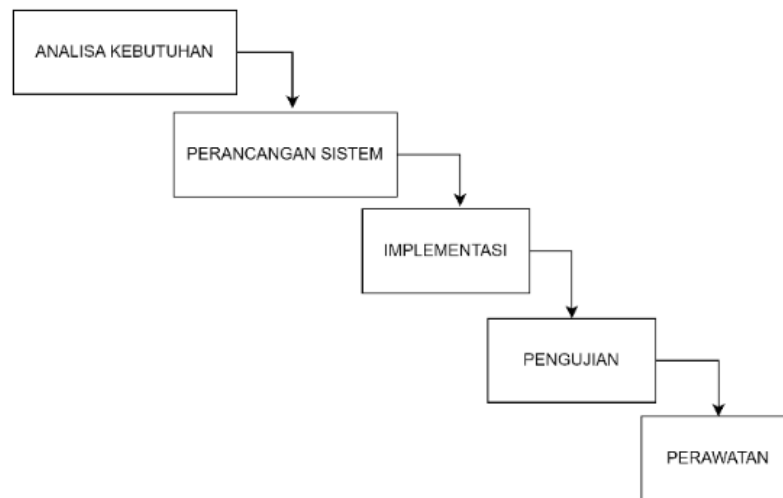 ANALISA KEBUTUHAN
PERANCANGAN SISTEM
IMPLEMENTASI
PENGUJIAN
PERAWATAN